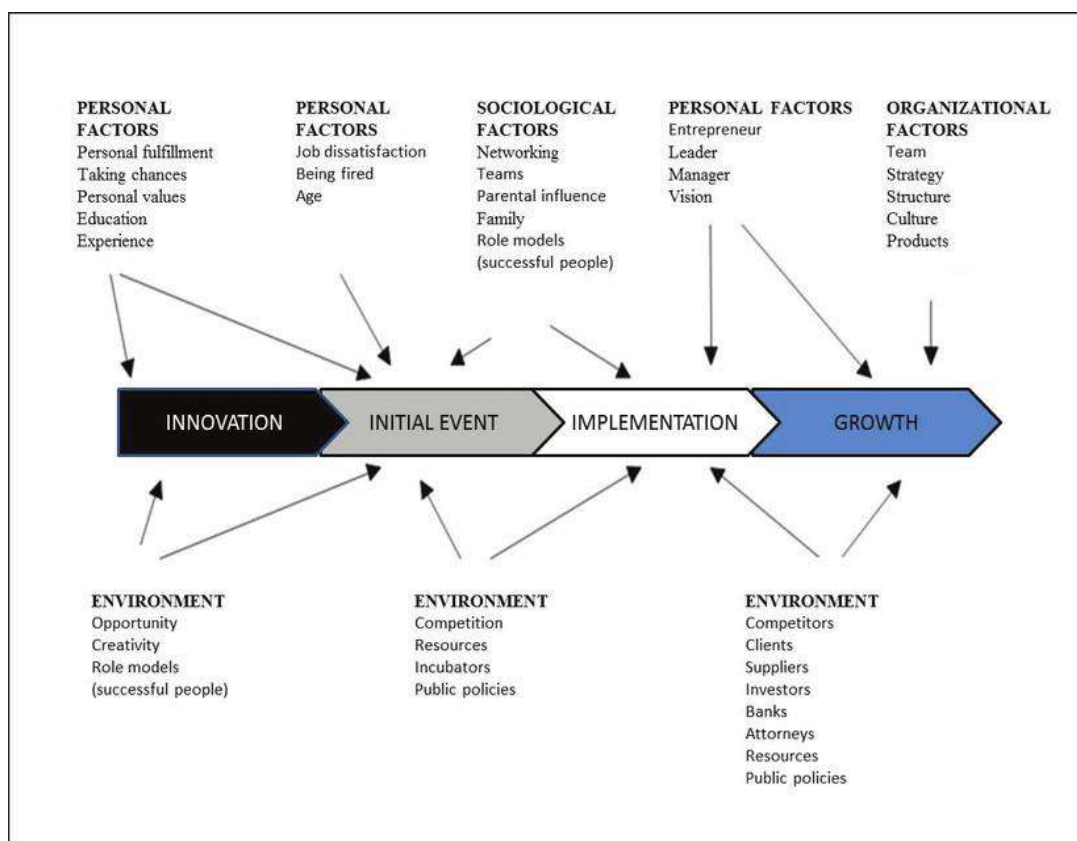 PERSONAL
FACTORS
Personal fulfillment
Taking chances
Personal values
Education
Experience
PERSONAL
FACTORS
Job dissatisfaction
Being fired
Age
SOCIOLOGICAL
FACTORS
Networking
Teams
Parental influence
Family
Role models
(successful people)
PERSONAL FACTORS
Entrepreneur
Leader
Manager
Vision
ORGANIZATIONAL
FACTORS
Team
Strategy
Structure
Culture
Products
INNOVATION
INITIAL EVENT
IMPLEMENTATION
GROWTH
ENVIRONMENT
Opportunity
Creativity
Role models
(successful people)
ENVIRONMENT
Competition
Resources
Incubators
Public policies
ENVIRONMENT
Competitors
Clients
Suppliers
Investors
Banks
Attorneys
Resources
Public policies